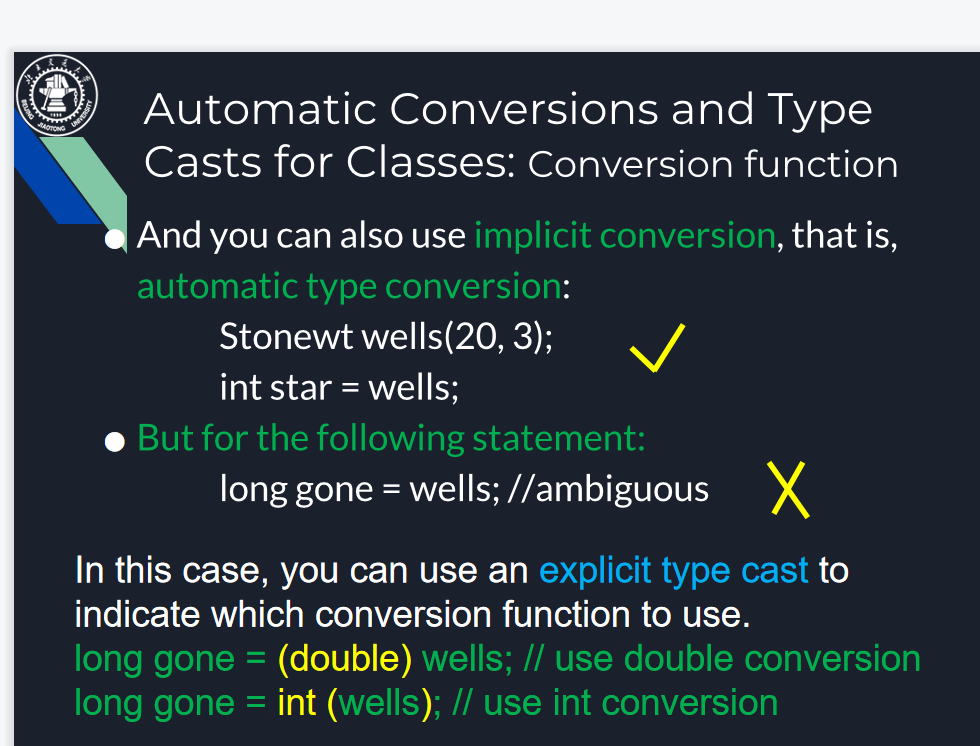 Automatic Conversions and Type
Casts for Classes: Conversion function
● And you can also use implicit conversion, that is,
automatic type conversion:
Stonewt wells(20, 3);
int star = wells;
● But for the following statement:
long gone = wells; //ambiguous
In this case, you can use an explicit type cast to
indicate which conversion function to use.
long gone = (double) wells; // use double conversion
long gone = int (wells); // use int conversion
BEIJING JIAOTONG UNIVERSITY